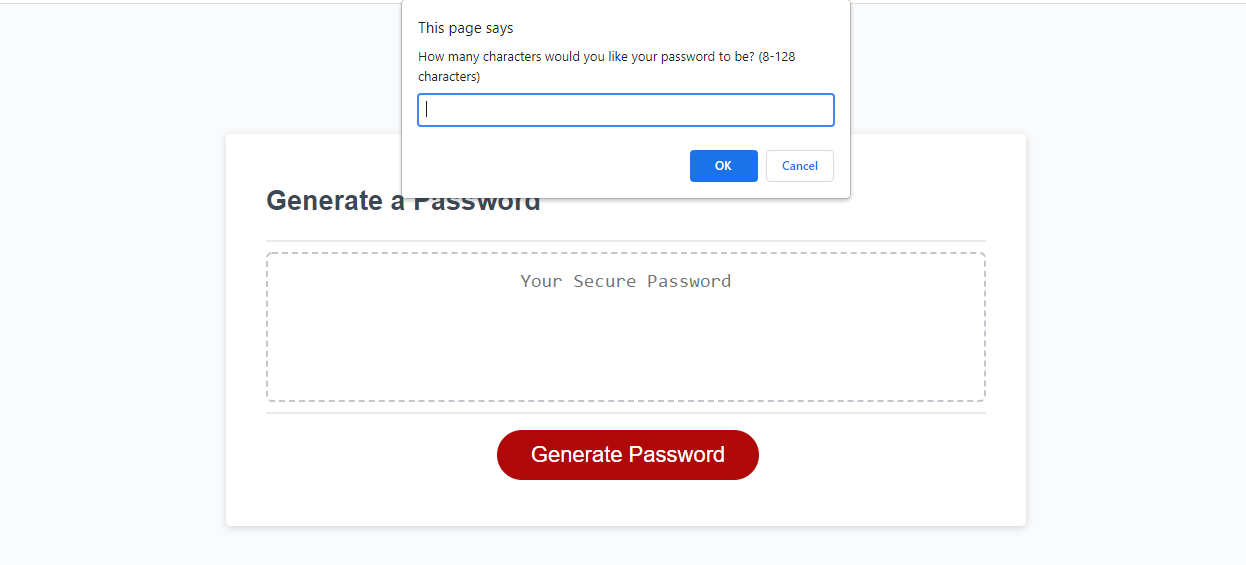 This page says
How many characters would you like your password to be? (8-128
characters)
OK
Cancel
Generate a Password
Your Secure Password
Generate Password